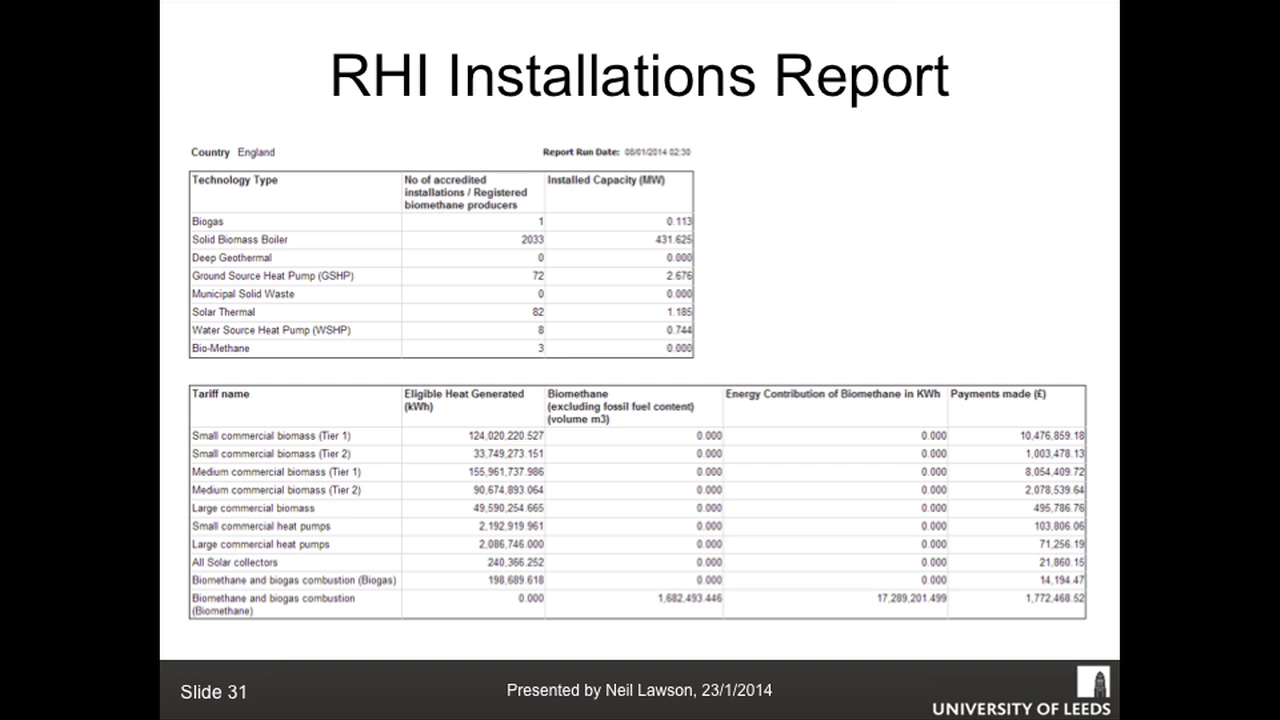 RHI Installations Report
Country England Report Run Date: 08/01/2014 02:30
Technology Type No of accredited installations / Registered biomethane producers Installed Capacity (MW)
Biogas 1 0.113
Solid Biomass Boiler 2033 431.625
Deep Geothermal 0 0.000
Ground Source Heat Pump (GSHP) 72 2.676
Municipal Solid Waste 0 0.000
Solar Thermal 82 1.185
Water Source Heat Pump (WSHP) 8 0.744
Bio-Methane 3 0.000
Tariff name Eligible Heat Generated (kWh) Biomethane (excluding fossil fuel content) (volume m3) Energy Contribution of Biomethane in KWh Payments made (£)
Small commercial biomass (Tier 1) 124,020,220.527 0.000 0.000 10,476,859.18
Small commercial biomass (Tier 2) 33,749,273.151 0.000 0.000 1,003,478.13
Medium commercial biomass (Tier 1) 155,961,737.986 0.000 0.000 8,054,409.72
Medium commercial biomass (Tier 2) 90,674,893.064 0.000 0.000 2,078,539.64
Large commercial biomass 49,590,254.665 0.000 0.000 495,786.76
Small commercial heat pumps 2,192,919.961 0.000 0.000 103,806.06
Large commercial heat pumps 2,086,746.000 0.000 0.000 71,256.19
All Solar collectors 240,366.252 0.000 0.000 21,860.15
Biomethane and biogas combustion (Biogas) 198,689.618 0.000 0.000 14,194.47
Biomethane and biogas combustion (Biomethane) 0.000 1,682,493.446 17,289,201.499 1,772,468.52
Slide 31
Presented by Neil Lawson, 23/1/2014
UNIVERSITY OF LEEDS